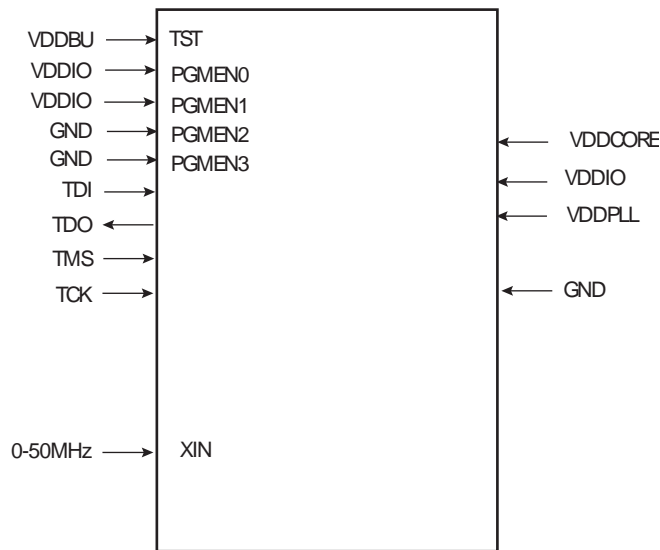 VDDBU TST
VDDIO PGMEN0
VDDIO PGMEN1
GND PGMEN2
GND PGMEN3
TDI
TDO
TMS
TCK
0-50MHz XIN
VDDCORE
VDDIO
VDDPLL
GND